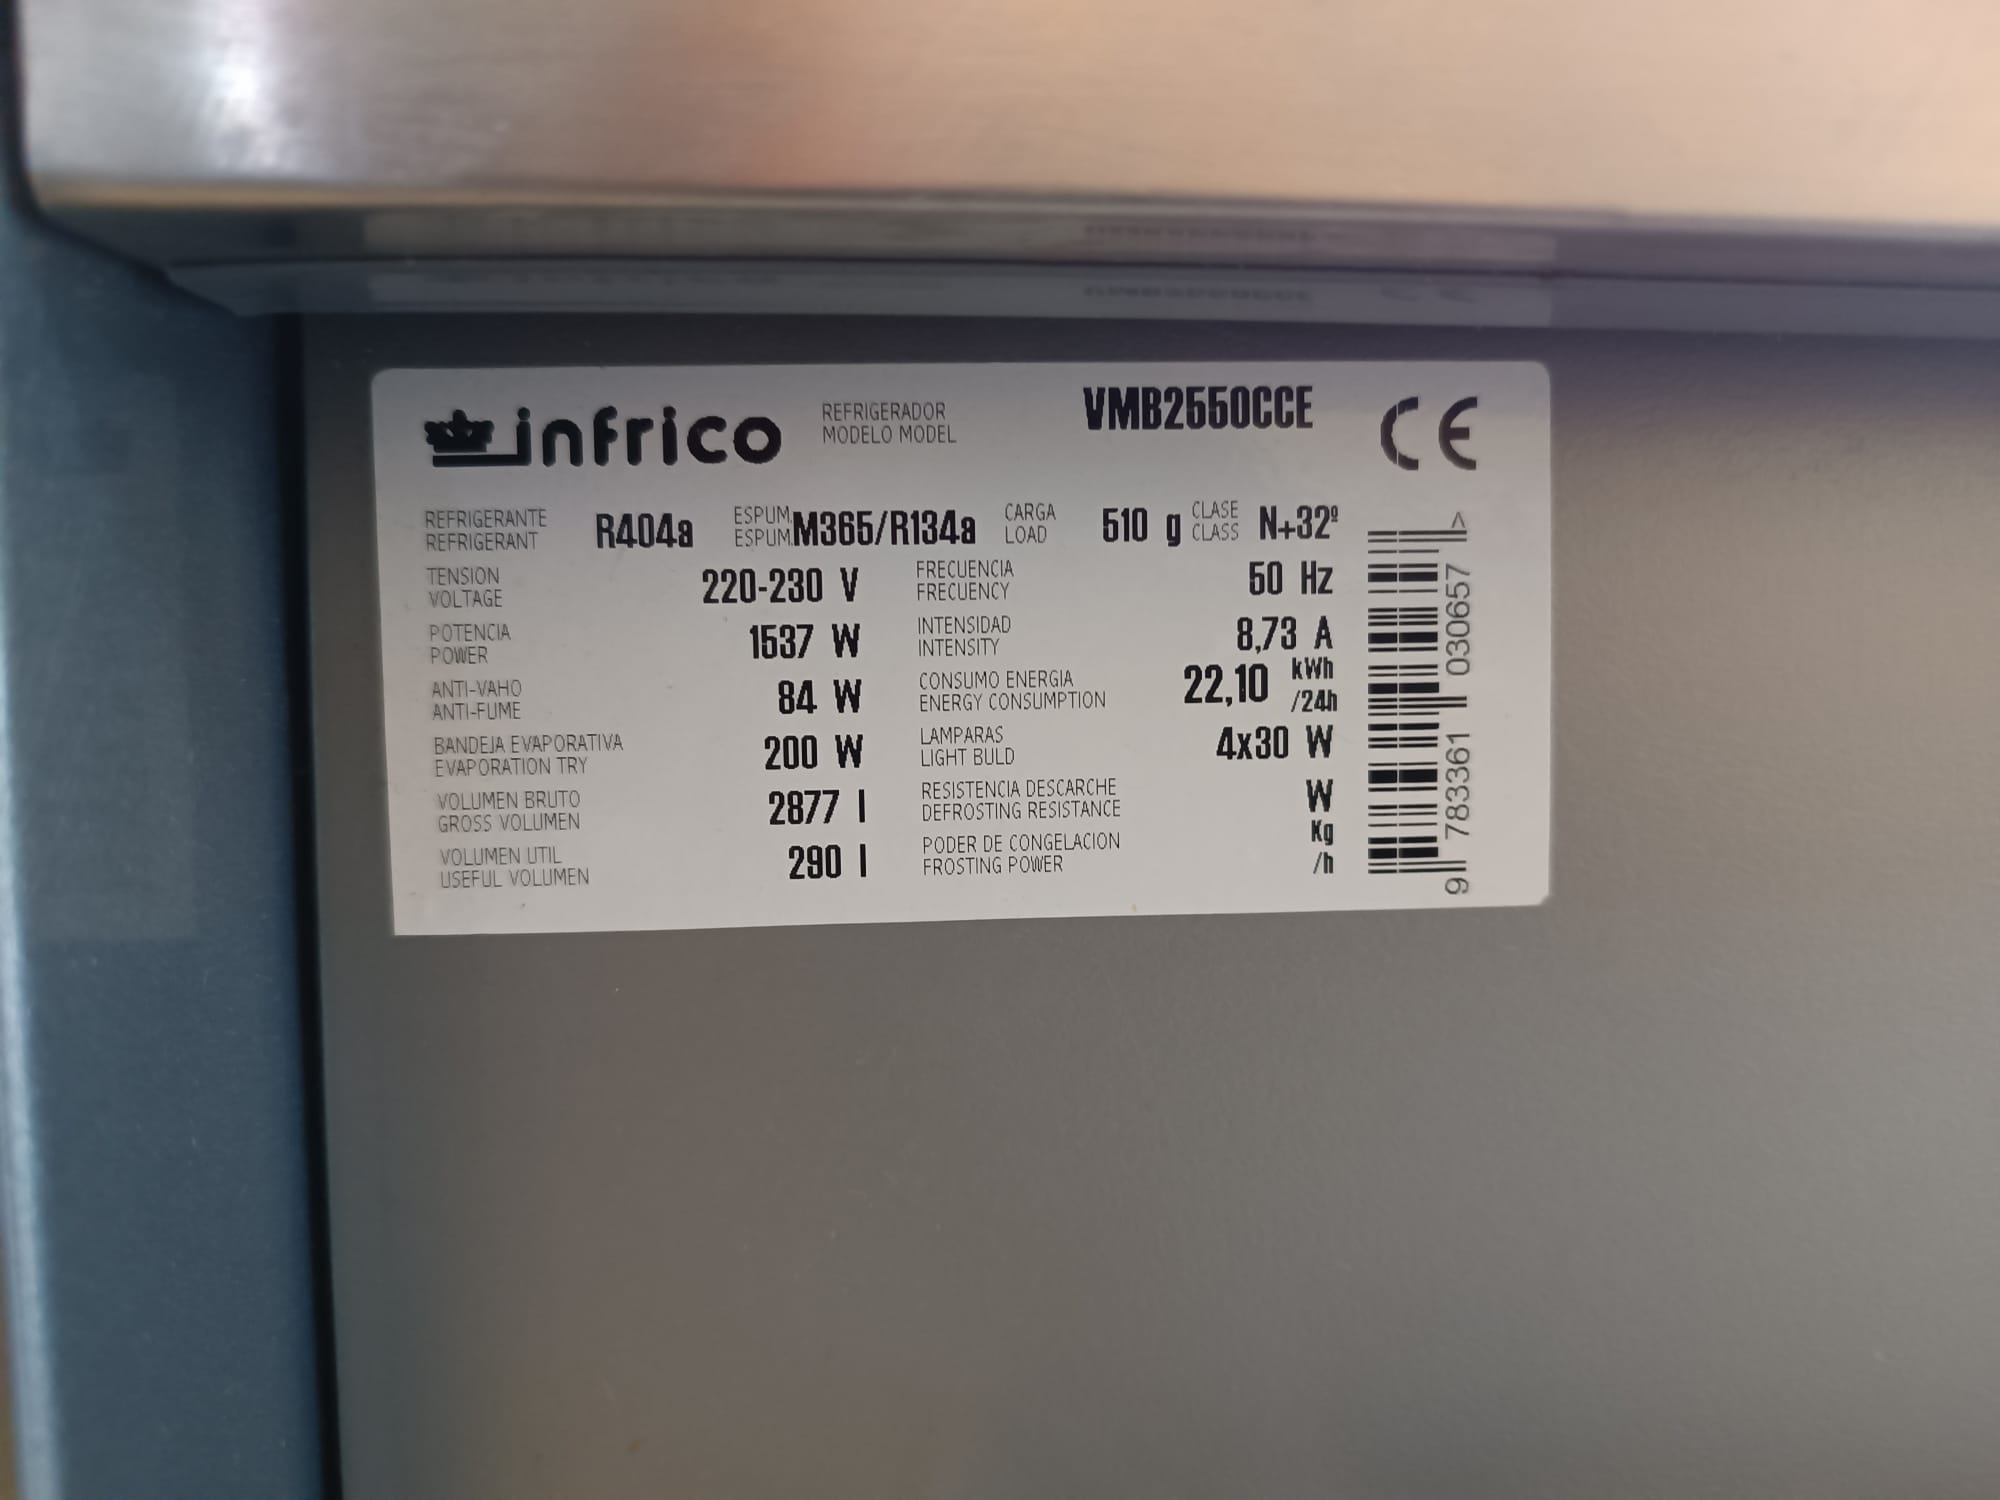 infrico
REFRIGERADOR
MODELO MODEL
VMB2550CCE
CE
REFRIGERANTE
REFRIGERANT
R404a
ESPUM.
ESPUM.
M365/R134a
CARGA
LOAD
510 g
CLASE
CLASS
N+32º
TENSION
VOLTAGE
220-230 V
FRECUENCIA
FRECUENCY
50 Hz
POTENCIA
POWER
1537 W
INTENSIDAD
INTENSITY
8,73 A
ANTI-VAHO
ANTI-FUME
84 W
CONSUMO ENERGIA
ENERGY CONSUMPTION
22,10 kWh
/24h
BANDEJA EVAPORATIVA
EVAPORATION TRY
200 W
LAMPARAS
LIGHT BULD
4x30 W
VOLUMEN BRUTO
GROSS VOLUMEN
2877 l
RESISTENCIA DESCARCHE
DEFROSTING RESISTANCE
W
VOLUMEN UTIL
USEFUL VOLUMEN
290 l
PODER DE CONGELACION
FROSTING POWER
Kg
/h
9 783361 030657 >